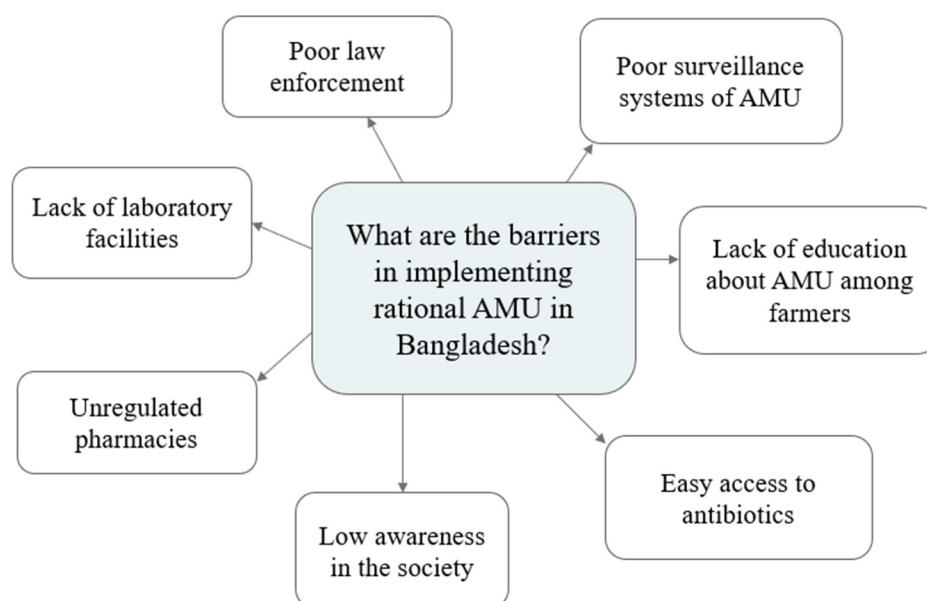 Poor law
enforcement
Poor surveillance
systems of AMU
Lack of laboratory
facilities
What are the barriers
in implementing
rational AMU in
Bangladesh?
Lack of education
about AMU among
farmers
Unregulated
pharmacies
Easy access to
antibiotics
Low awareness
in the society